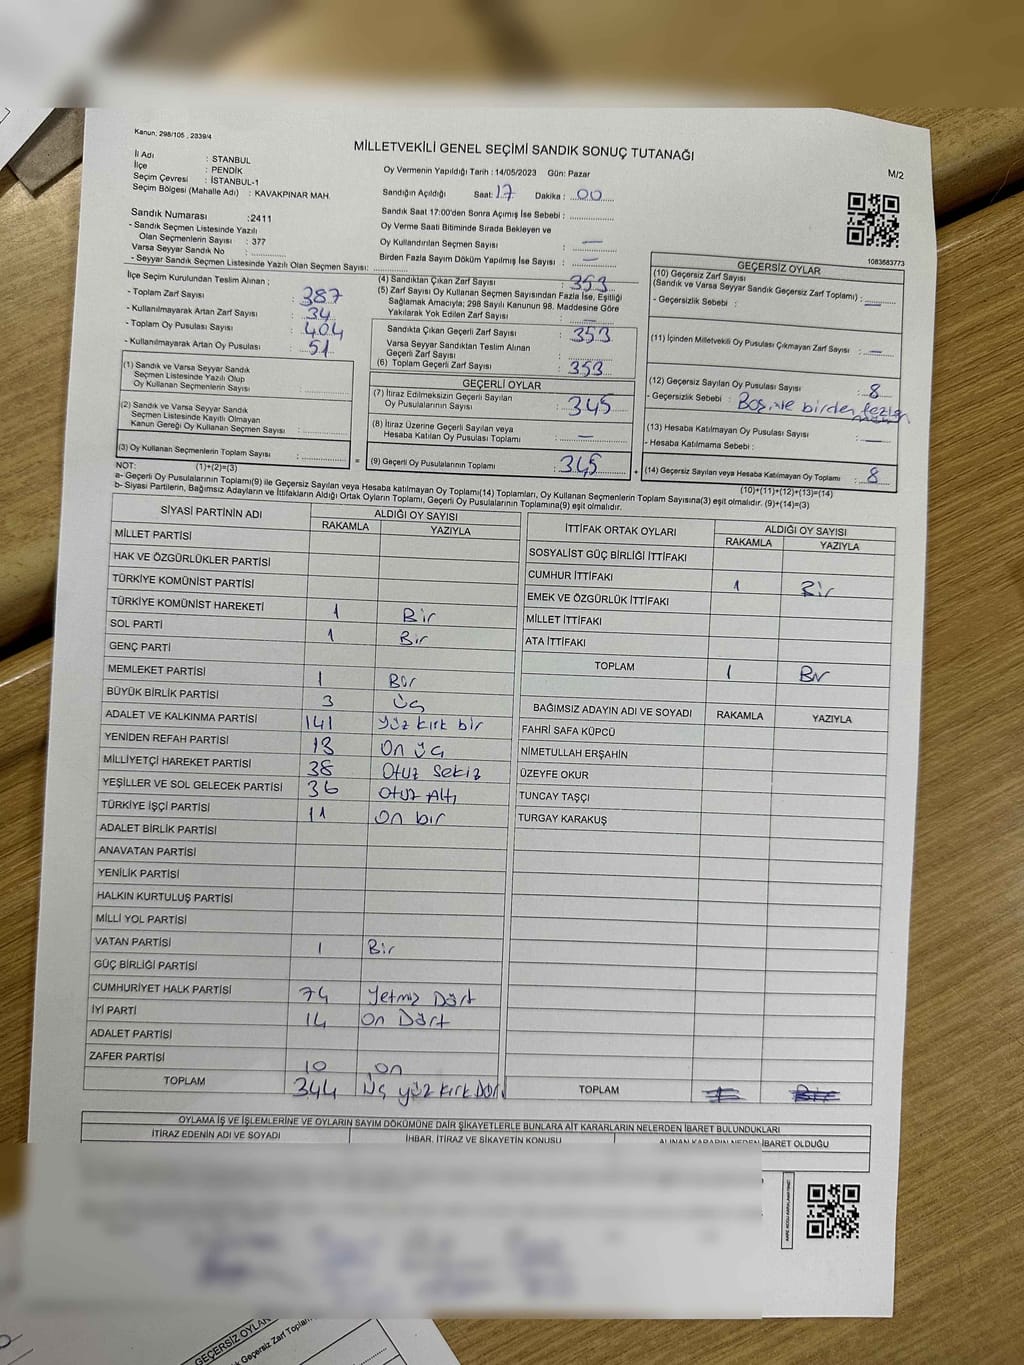 Kanun: 298/105 , 2839/4
MİLLETVEKİLİ GENEL SEÇİMİ SANDIK SONUÇ TUTANAĞI
M/2
İl Adı : STANBUL
İlçe : PENDİK
Seçim Çevresi : İSTANBUL-1
Seçim Bölgesi (Mahalle Adı) : KAVAKPINAR MAH.
Oy Vermenin Yapıldığı Tarih : 14/05/2023 Gün: Pazar
Sandığın Açıldığı Saat: 17 Dakika : 00
Sandık Saat 17:00'den Sonra Açılmış İse Sebebi :
Oy Verme Saati Bitiminde Sırada Bekleyen ve
Oy Kullandırılan Seçmen Sayısı : —
Birden Fazla Sayım Döküm Yapılmış İse Sayısı : —
1083683773
Sandık Numarası :2411
- Sandık Seçmen Listesinde Yazılı
Olan Seçmenlerin Sayısı : 377
Varsa Seyyar Sandık No :
- Seyyar Sandık Seçmen Listesinde Yazılı Olan Seçmen Sayısı:
İlçe Seçim Kurulundan Teslim Alınan ;
- Toplam Zarf Sayısı : 387
- Kullanılmayarak Artan Zarf Sayısı : 34
- Toplam Oy Pusulası Sayısı : 404
- Kullanılmayarak Artan Oy Pusulası : 51
(1) Sandık ve Varsa Seyyar Sandık
Seçmen Listesinde Yazılı Olup
Oy Kullanan Seçmenlerin Sayısı :
(2) Sandık ve Varsa Seyyar Sandık
Seçmen Listesinde Kayıtlı Olmayan
Kanun Gereği Oy Kullanan Seçmen Sayısı :
(3) Oy Kullanan Seçmenlerin Toplam Sayısı :
(1)+(2)=(3)
(4) Sandıktan Çıkan Zarf Sayısı : 353
(5) Zarf Sayısı Oy Kullanan Seçmen Sayısından Fazla İse, Eşitliği
Sağlamak Amacıyla; 298 Sayılı Kanunun 98. Maddesine Göre
Yakılarak Yok Edilen Zarf Sayısı : —
Sandıkta Çıkan Geçerli Zarf Sayısı : 353
Varsa Seyyar Sandıktan Teslim Alınan
Geçerli Zarf Sayısı :
(6) Toplam Geçerli Zarf Sayısı : 353
GEÇERLİ OYLAR
(7) İtiraz Edilmeksizin Geçerli Sayılan
Oy Pusulalarının Sayısı : 345
(8) İtiraz Üzerine Geçerli Sayılan veya
Hesaba Katılan Oy Pusulası Toplamı : —
= (9) Geçerli Oy Pusulalarının Toplamı : 345 +
GEÇERSİZ OYLAR
(10) Geçersiz Zarf Sayısı
(Sandık ve Varsa Seyyar Sandık Geçersiz Zarf Toplamı) : —
- Geçersizlik Sebebi :
(11) İçinden Milletvekili Oy Pusulası Çıkmayan Zarf Sayısı : —
(12) Geçersiz Sayılan Oy Pusulası Sayısı : 8
- Geçersizlik Sebebi : Boş ve birden fazla
(13) Hesaba Katılmayan Oy Pusulası Sayısı : —
- Hesaba Katılmama Sebebi :
(14) Geçersiz Sayılan veya Hesaba Katılmayan Oy Toplamı : 8
(10)+(11)+(12)+(13)=(14)
NOT:
a- Geçerli Oy Pusulalarının Toplamı(9) ile Geçersiz Sayılan veya Hesaba Katılmayan Oy Toplamı(14) Toplamları, Oy Kullanan Seçmenlerin Toplam Sayısına(3) eşit olmalıdır. (9)+(14)=(3)
b- Siyasi Partilerin, Bağımsız Adayların ve İttifakların Aldığı Ortak Oyların Toplamı, Geçerli Oy Pusulalarının Toplamına(9) eşit olmalıdır.
SİYASİ PARTİNİN ADI ALDIĞI OY SAYISI
RAKAMLA YAZIYLA
MİLLET PARTİSİ
HAK VE ÖZGÜRLÜKLER PARTİSİ
TÜRKİYE KOMÜNİST PARTİSİ
TÜRKİYE KOMÜNİST HAREKETİ 1 Bir
SOL PARTİ 1 Bir
GENÇ PARTİ
MEMLEKET PARTİSİ 1 Bir
BÜYÜK BİRLİK PARTİSİ 3 Üç
ADALET VE KALKINMA PARTİSİ 141 Yüz kırk bir
YENİDEN REFAH PARTİSİ 13 On üç
MİLLİYETÇİ HAREKET PARTİSİ 38 Otuz Sekiz
YEŞİLLER VE SOL GELECEK PARTİSİ 36 Otuz Altı
TÜRKİYE İŞÇİ PARTİSİ 11 On bir
ADALET BİRLİK PARTİSİ
ANAVATAN PARTİSİ
YENİLİK PARTİSİ
HALKIN KURTULUŞ PARTİSİ
MİLLİ YOL PARTİSİ
VATAN PARTİSİ 1 Bir
GÜÇ BİRLİĞİ PARTİSİ
CUMHURİYET HALK PARTİSİ 74 Yetmiş Dört
İYİ PARTİ 14 On Dört
ADALET PARTİSİ
ZAFER PARTİSİ 10 on
TOPLAM 344 Üç yüz kırk Dört
İTTİFAK ORTAK OYLARI ALDIĞI OY SAYISI
RAKAMLA YAZIYLA
SOSYALİST GÜÇ BİRLİĞİ İTTİFAKI
CUMHUR İTTİFAKI 1 Bir
EMEK VE ÖZGÜRLÜK İTTİFAKI
MİLLET İTTİFAKI
ATA İTTİFAKI
TOPLAM 1 Bir
BAĞIMSIZ ADAYIN ADI VE SOYADI RAKAMLA YAZIYLA
FAHRİ SAFA KÜPCÜ
NİMETULLAH ERŞAHİN
ÜZEYFE OKUR
TUNCAY TAŞÇI
TURGAY KARAKUŞ
TOPLAM
OYLAMA İŞ VE İŞLEMLERİNE VE OYLARIN SAYIM DÖKÜMÜNE DAİR ŞİKAYETLERLE BUNLARA AİT KARARLARIN NELERDEN İBARET BULUNDUKLARI
İTİRAZ EDENİN ADI VE SOYADI İHBAR, İTİRAZ VE ŞİKAYETİN KONUSU ALINAN KARARIN NEDEN İBARET OLDUĞU
GEÇERSİZ OYLAR
Geçersiz Zarf Toplamı